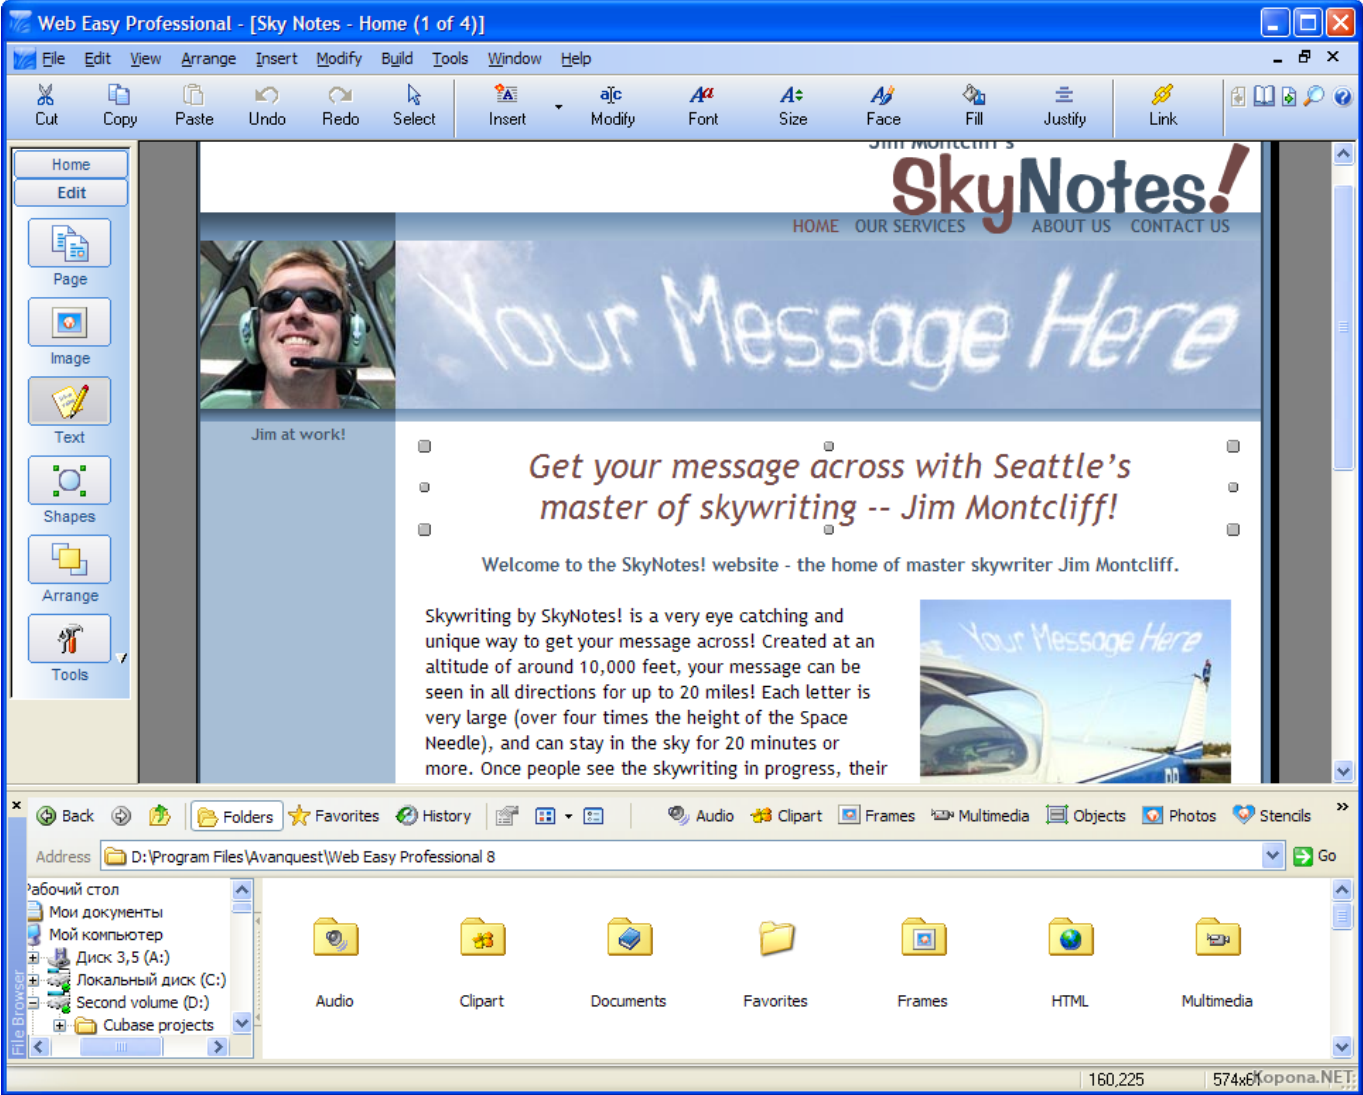 Web Easy Professional - [Sky Notes - Home (1 of 4)]
File Edit View Arrange Insert Modify Build Tools Window Help
Cut Copy Paste Undo Redo Select Insert Modify Font Size Face Fill Justify Link
Home
Edit
Page
Image
Text
Shapes
Arrange
Tools
Jim Montcliff's
SkyNotes!
HOME OUR SERVICES ABOUT US CONTACT US
Your Message Here
Jim at work!
Get your message across with Seattle's
master of skywriting -- Jim Montcliff!
Welcome to the SkyNotes! website - the home of master skywriter Jim Montcliff.
Skywriting by SkyNotes! is a very eye catching and
unique way to get your message across! Created at an
altitude of around 10,000 feet, your message can be
seen in all directions for up to 20 miles! Each letter is
very large (over four times the height of the Space
Needle), and can stay in the sky for 20 minutes or
more. Once people see the skywriting in progress, their
Your Message Here
Back Folders Favorites History Audio Clipart Frames Multimedia Objects Photos Stencils
Address D:\Program Files\Avanquest\Web Easy Professional 8 Go
File Browser
Рабочий стол
Мои документы
Мой компьютер
Диск 3,5 (A:)
Локальный диск (C:)
Second volume (D:)
Cubase projects
Audio Clipart Documents Favorites Frames HTML Multimedia
160,225 574x61
Kopona.NET